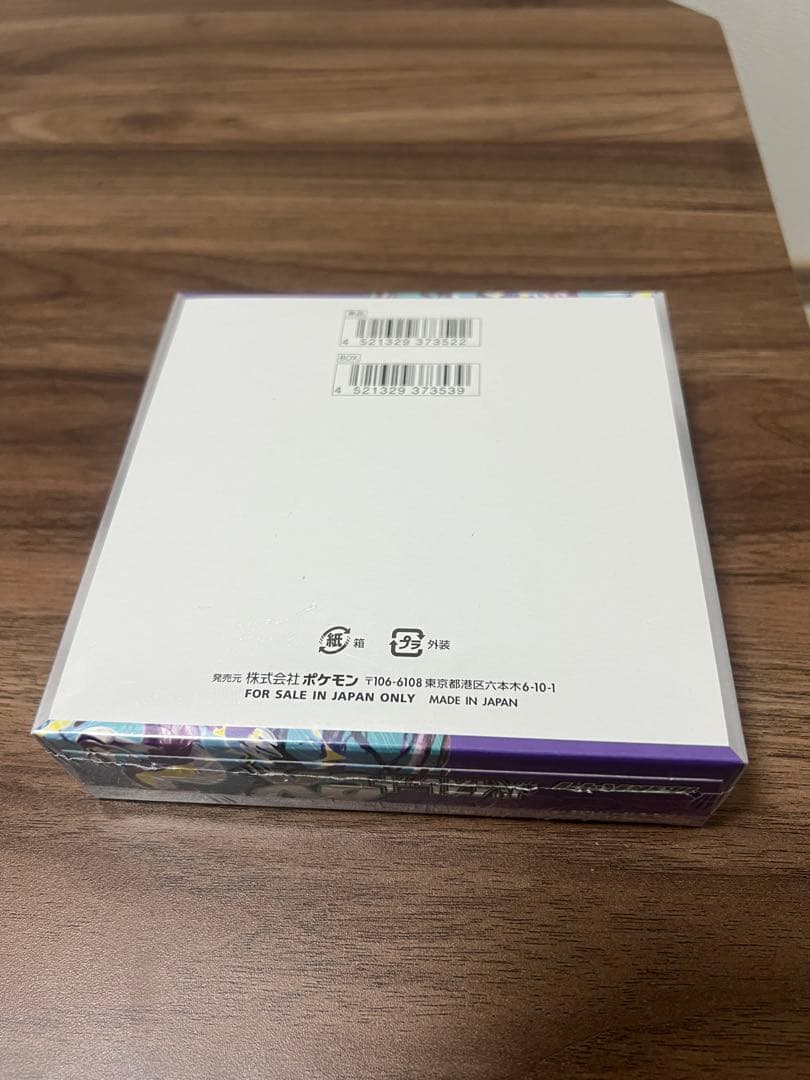 単品
4 521329 373522
BOX
4 521329 373539
紙 箱 プラ 外装
発売元 株式会社 ポケモン 〒106-6108 東京都港区六本木6-10-1
FOR SALE IN JAPAN ONLY MADE IN JAPAN